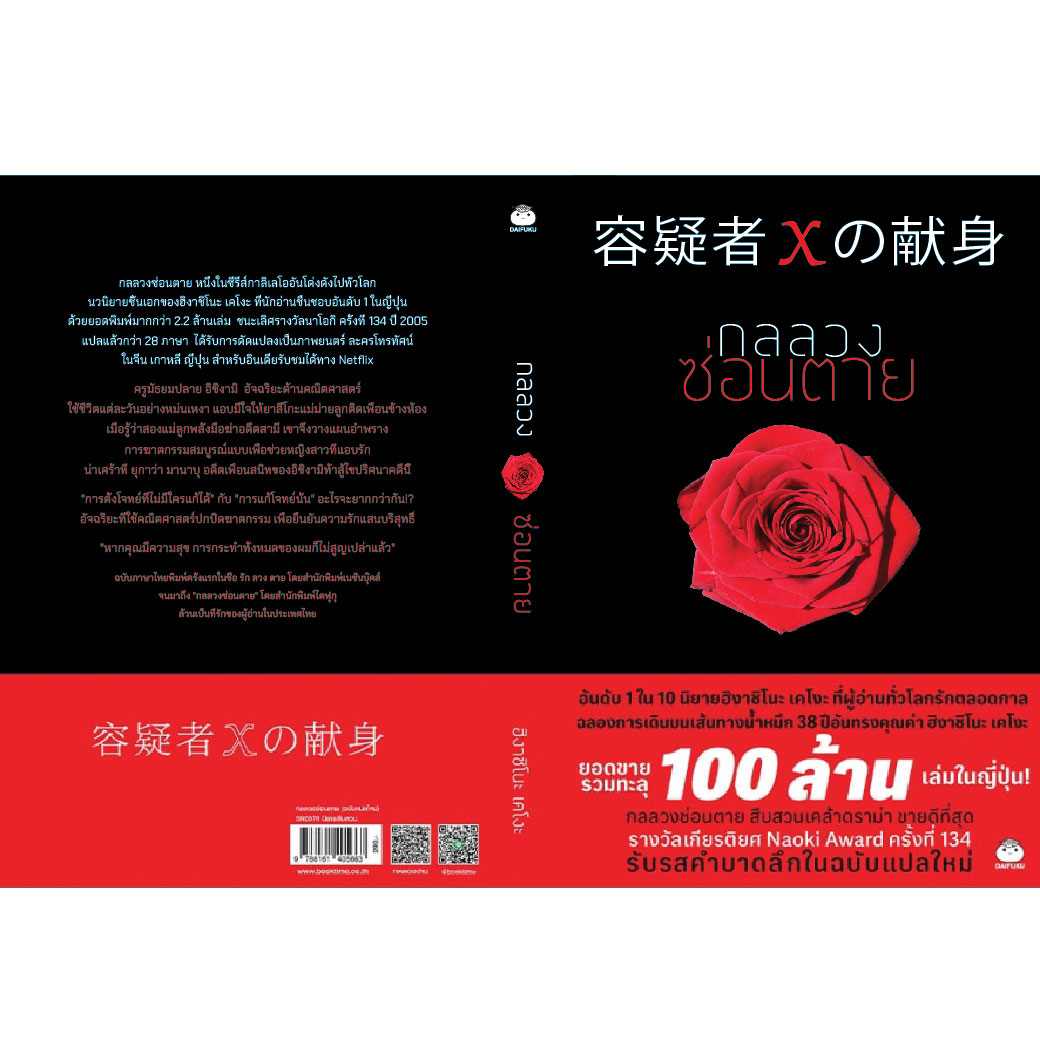 กลลวงซ่อนตาย หนึ่งในซีรีส์กาลิเลโออันโด่งดังไปทั่วโลก
นวนิยายชิ้นเอกของฮิงาชิโนะ เคโงะ ที่นักอ่านชื่นชอบอันดับ 1 ในญี่ปุ่น
ด้วยยอดพิมพ์มากกว่า 2.2 ล้านเล่ม ชนะเลิศรางวัลนาโอกิ ครั้งที่ 134 ปี 2005
แปลแล้วกว่า 28 ภาษา ได้รับการดัดแปลงเป็นภาพยนตร์ ละครโทรทัศน์
ในจีน เกาหลี ญี่ปุ่น สำหรับอินเดียรับชมได้ทาง Netflix
ครูมัธยมปลาย อิชิงามิ อัจฉริยะด้านคณิตศาสตร์
ใช้ชีวิตแต่ละวันอย่างหม่นเหงา แอบมีใจให้ยาสึโกะแม่ม่ายลูกติดเพื่อนข้างห้อง
เมื่อรู้ว่าสองแม่ลูกพลั้งมือฆ่าอดีตสามี เขาจึงวางแผนอำพราง
การฆาตกรรมสมบูรณ์แบบเพื่อช่วยหญิงสาวที่แอบรัก
น่าเศร้าที่ ยุกาว่า มานาบุ อดีตเพื่อนสนิทของอิชิงามิท้าสู้ไขปริศนาคดีนี้
"การตั้งโจทย์ที่ไม่มีใครแก้ได้" กับ "การแก้โจทย์นั้น" อะไรจะยากกว่ากัน!?
อัจฉริยะที่ใช้คณิตศาสตร์ปกปิดฆาตกรรม เพื่อยืนยันความรักแสนบริสุทธิ์
"หากคุณมีความสุข การกระทำทั้งหมดของผมก็ไม่สูญเปล่าแล้ว"
ฉบับภาษาไทยพิมพ์ครั้งแรกในชื่อ รัก ลวง ตาย โดยสำนักพิมพ์เนชั่นบุ๊คส์
จนมาถึง "กลลวงซ่อนตาย" โดยสำนักพิมพ์ไดฟุกุ
ล้วนเป็นที่รักของผู้อ่านในประเทศไทย
容疑者Xの献身
กลลวงซ่อนตาย (ฉบับแปลใหม่)
9 786161 405663
www.booktime.co.th
@booktime
DAIFUKU
กลลวง
ซ่อนตาย
ฮิงาชิโนะ เคโงะ
容疑者Xの献身
กลลวง
ซ่อนตาย
อันดับ 1 ใน 10 นิยายฮิงาชิโนะ เคโงะ ที่ผู้อ่านทั่วโลกรักตลอดกาล
ฉลองการเดินบนเส้นทางน้ำหมึก 38 ปีอันทรงคุณค่า ฮิงาชิโนะ เคโงะ
ยอดขาย
รวมทะลุ
100 ล้าน
เล่มในญี่ปุ่น!
กลลวงซ่อนตาย สืบสวนเคล้าดราม่า ขายดีที่สุด
รางวัลเกียรติยศ Naoki Award ครั้งที่ 134
รับรสคำบาดลึกในฉบับแปลใหม่
DAIFUKU